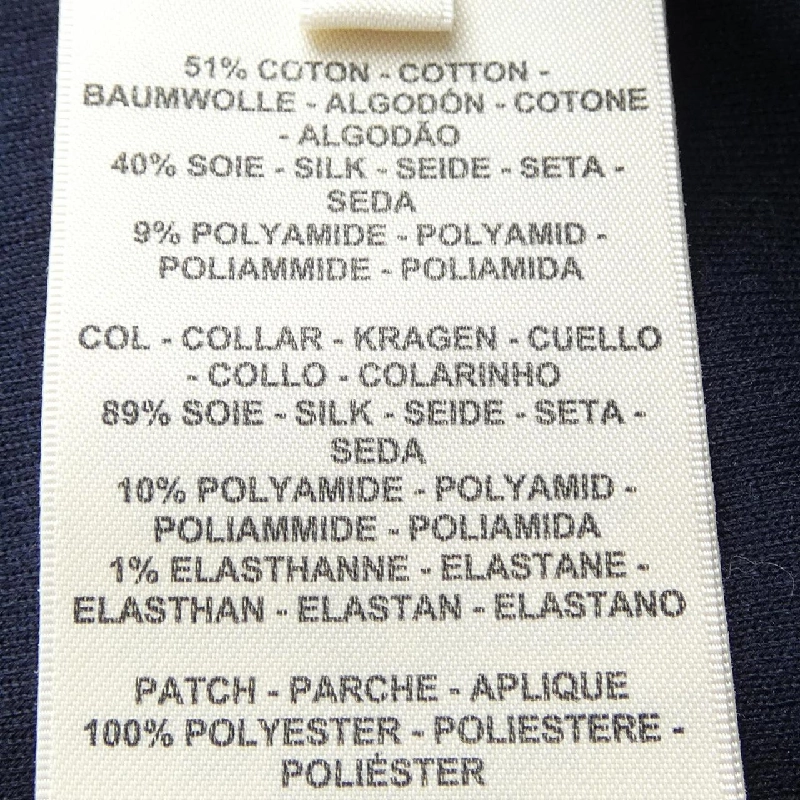 51% COTON - COTTON -
BAUMWOLLE - ALGODÓN - COTONE
- ALGODÃO
40% SOIE - SILK - SEIDE - SETA -
SEDA
9% POLYAMIDE - POLYAMID -
POLIAMMIDE - POLIAMIDA
COL - COLLAR - KRAGEN - CUELLO
- COLLO - COLARINHO
89% SOIE - SILK - SEIDE - SETA -
SEDA
10% POLYAMIDE - POLYAMID -
POLIAMMIDE - POLIAMIDA
1% ELASTHANNE - ELASTANE -
ELASTHAN - ELASTAN - ELASTANO
PATCH - PARCHE - APLIQUE
100% POLYESTER - POLIESTERE -
POLIÉSTER